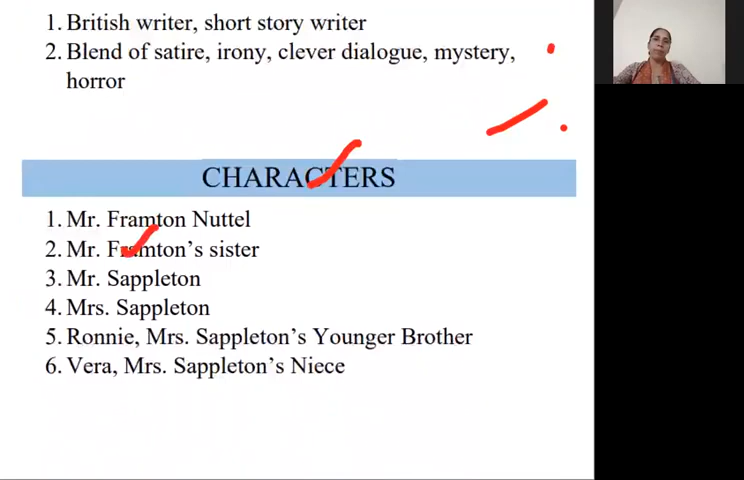 1. British writer, short story writer
2. Blend of satire, irony, clever dialogue, mystery,
horror
CHARACTERS
1. Mr. Framton Nuttel
2. Mr. Framton’s sister
3. Mr. Sappleton
4. Mrs. Sappleton
5. Ronnie, Mrs. Sappleton’s Younger Brother
6. Vera, Mrs. Sappleton’s Niece